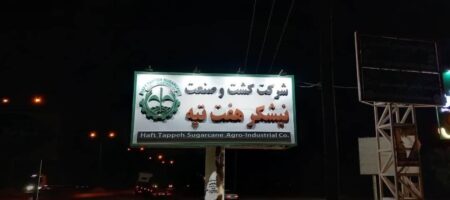 شرکت کشت و صنعت
نیشکر هفت تپه
Haft Tappeh Sugarcane Agro-Industrial Co.